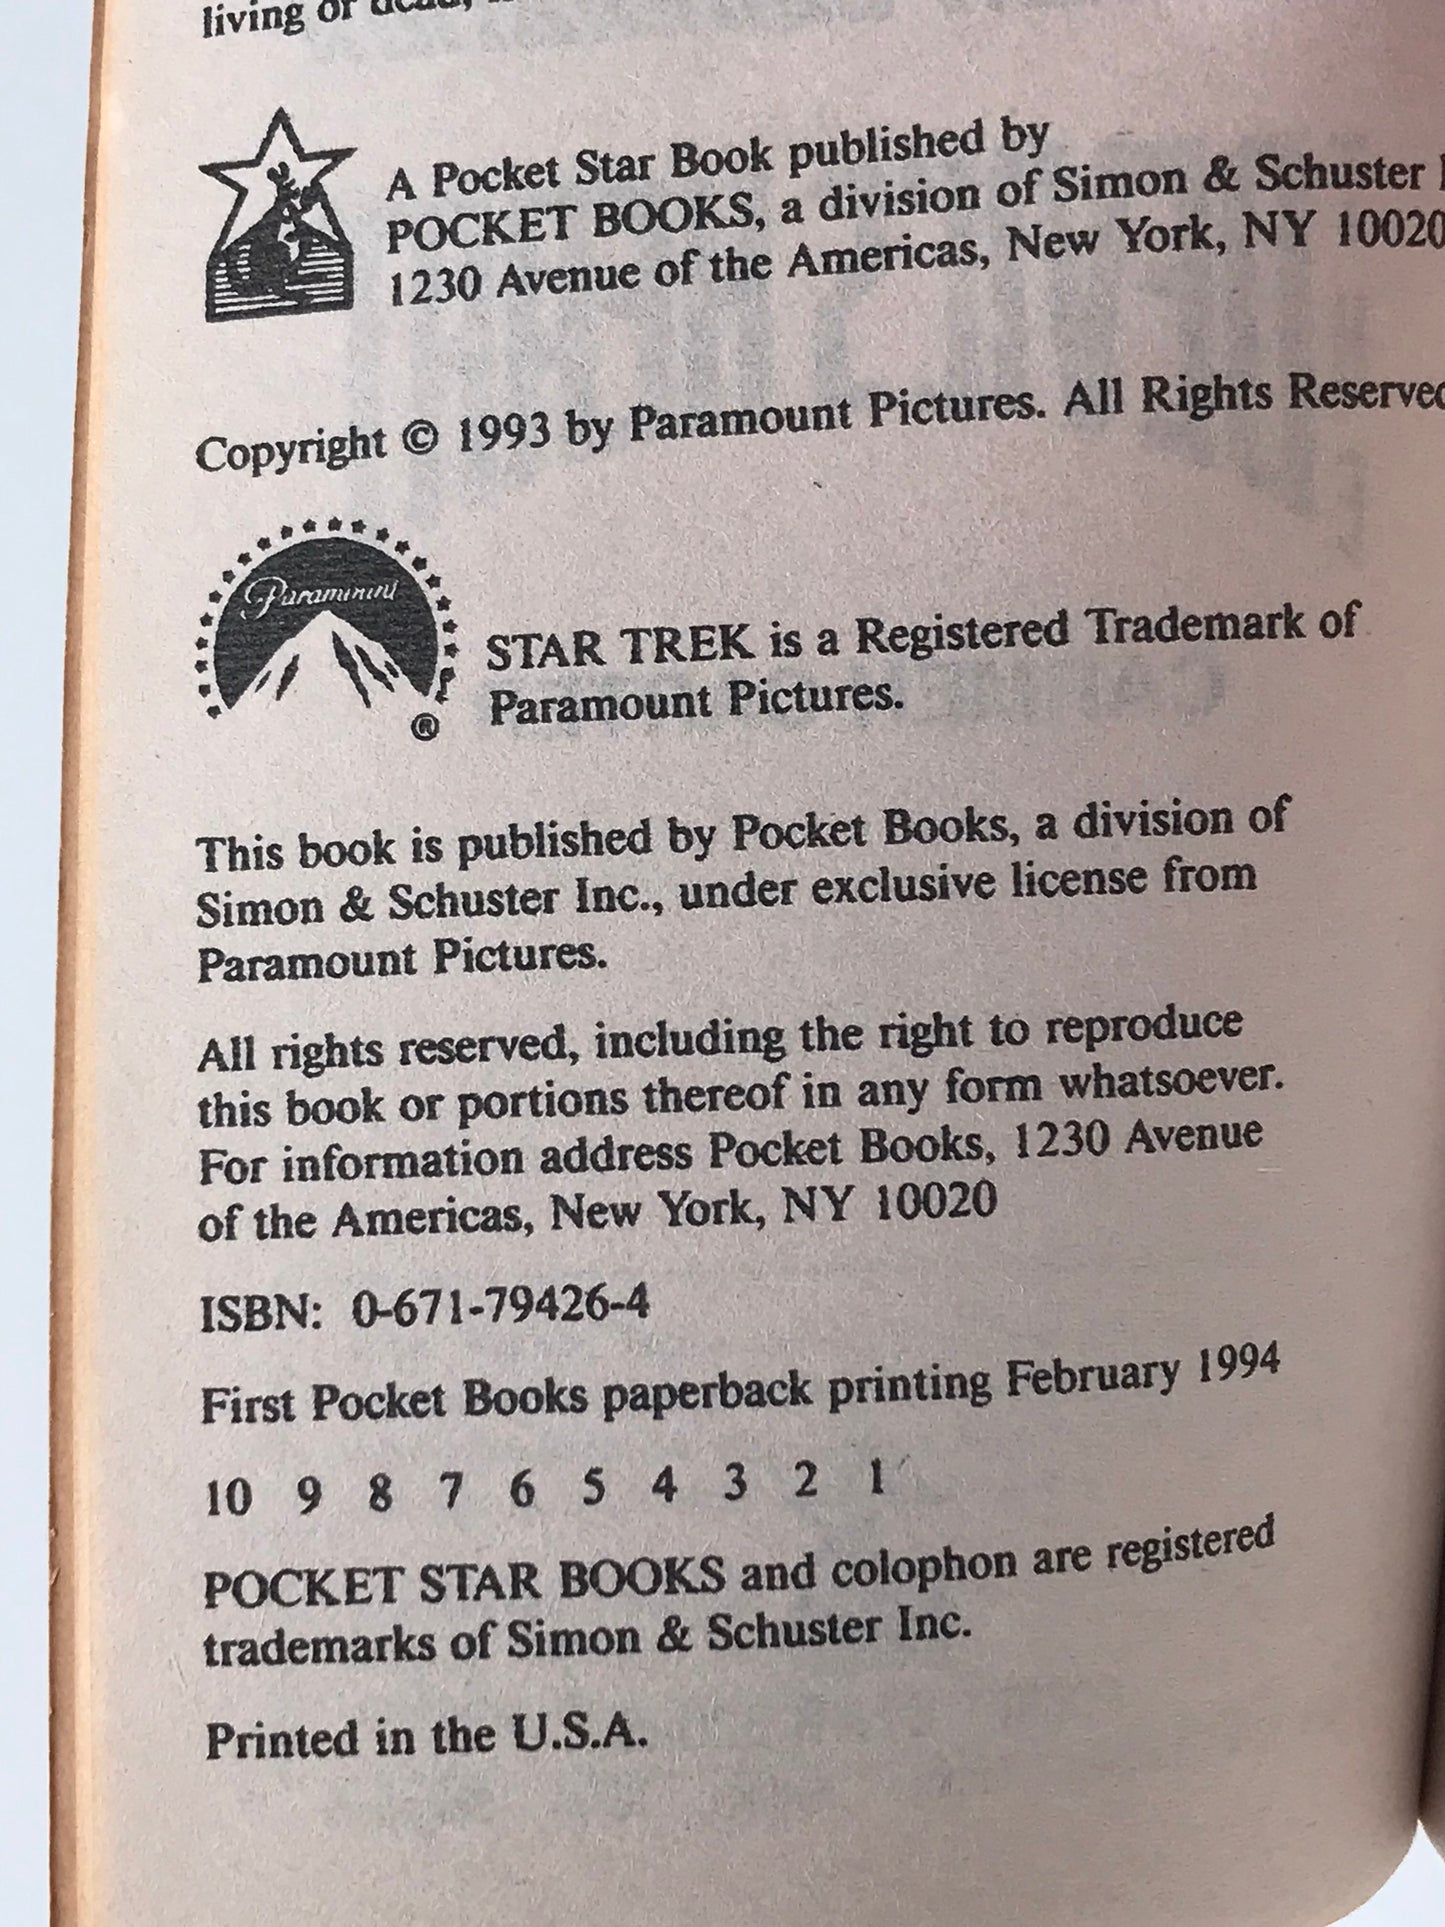 living or dead,
A Pocket Star Book published by
POCKET BOOKS, a division of Simon & Schuster
1230 Avenue of the Americas, New York, NY 10020
Copyright © 1993 by Paramount Pictures. All Rights Reserved
Paramount
®
STAR TREK is a Registered Trademark of
Paramount Pictures.
This book is published by Pocket Books, a division of
Simon & Schuster Inc., under exclusive license from
Paramount Pictures.
All rights reserved, including the right to reproduce
this book or portions thereof in any form whatsoever.
For information address Pocket Books, 1230 Avenue
of the Americas, New York, NY 10020
ISBN: 0-671-79426-4
First Pocket Books paperback printing February 1994
10 9 8 7 6 5 4 3 2 1
POCKET STAR BOOKS and colophon are registered
trademarks of Simon & Schuster Inc.
Printed in the U.S.A.